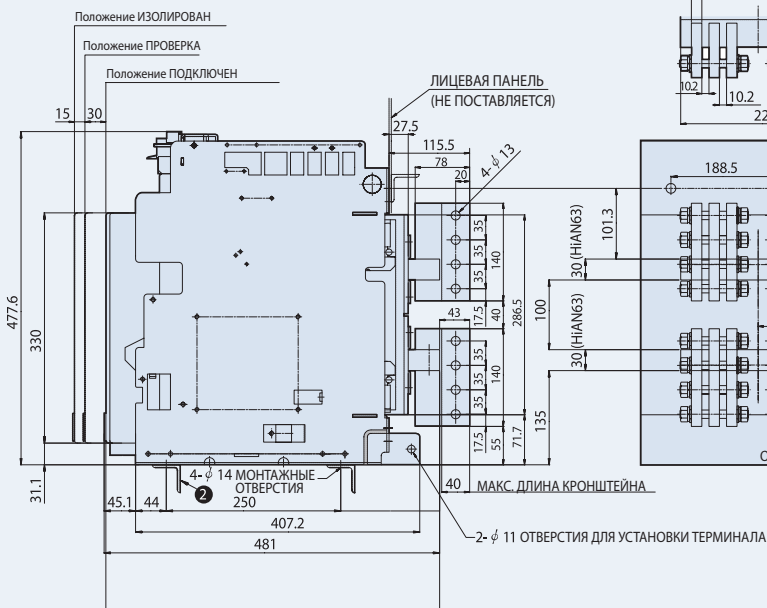 Положение ИЗОЛИРОВАН
Положение ПРОВЕРКА
Положение ПОДКЛЮЧЕН
ЛИЦЕВАЯ ПАНЕЛЬ
(НЕ ПОСТАВЛЯЕТСЯ)
15
30
27.5
115.5
78
20
4-ϕ 13
35
35
35
140
17.5
40
286.5
43
35
35
35
140
17.5
55
71.7
477.6
330
31.1
4-ϕ 14 МОНТАЖНЫЕ
ОТВЕРСТИЯ
2
45.1
44
250
407.2
481
40
МАКС. ДЛИНА КРОНШТЕЙНА
2-ϕ 11 ОТВЕРСТИЯ ДЛЯ УСТАНОВКИ ТЕРМИНАЛА
10.2
10.2
22
188.5
101.3
30 (HiAN63)
100
30 (HiAN63)
135
О